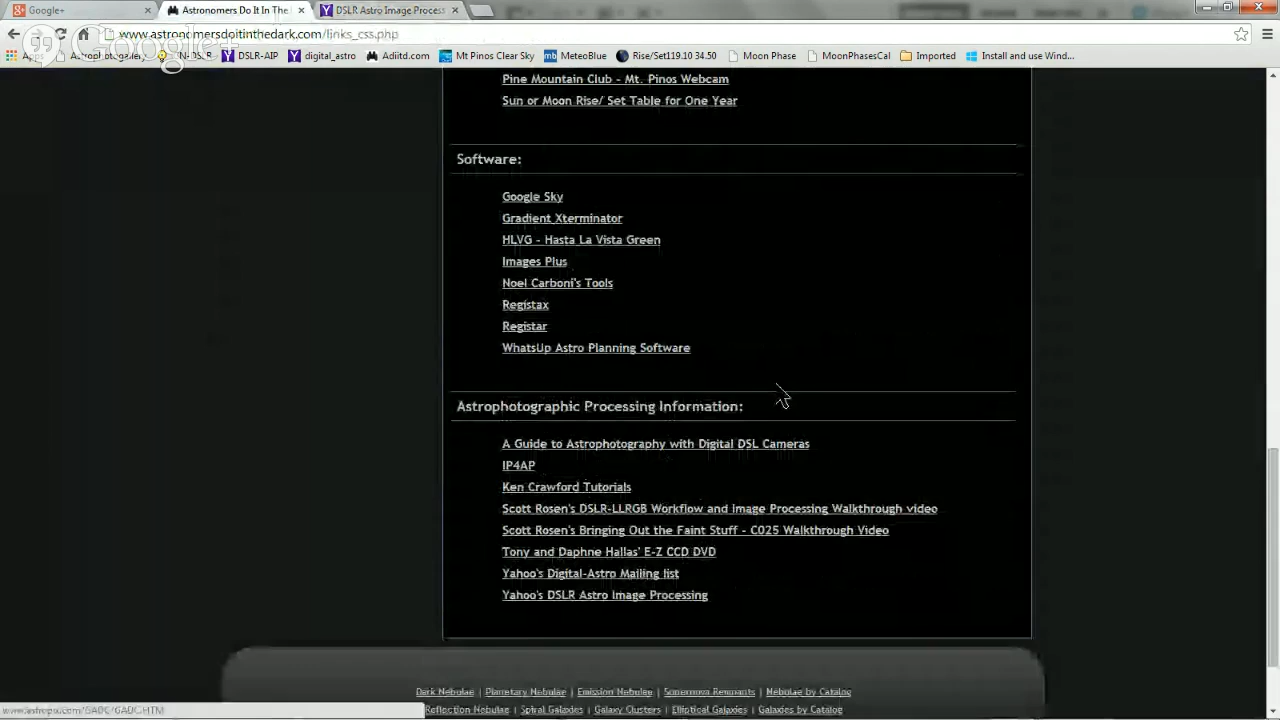 Google+
Astronomers Do It In The
DSLR Astro Image Process
www.astronomersdoitinthedark.com/links_css.php
Google+
Apps
DSLR-AIP
digital_astro
Adiitd.com
Mt Pinos Clear Sky
MeteoBlue
Rise/Set119.10 34.50
Moon Phase
MoonPhasesCal
Imported
Install and use Wind...
Pine Mountain Club - Mt. Pinos Webcam
Sun or Moon Rise/ Set Table for One Year
Software:
Google Sky
Gradient Xterminator
HLVG - Hasta La Vista Green
Images Plus
Noel Carboni's Tools
Registax
Registar
WhatsUp Astro Planning Software
Astrophotographic Processing Information:
A Guide to Astrophotography with Digital DSL Cameras
IP4AP
Ken Crawford Tutorials
Scott Rosen's DSLR-LLRGB Workflow and Image Processing Walkthrough video
Scott Rosen's Bringing Out the Faint Stuff - C025 Walkthrough Video
Tony and Daphne Hallas' E-Z CCD DVD
Yahoo's Digital-Astro Mailing list
Yahoo's DSLR Astro Image Processing
Dark Nebulae | Planetary Nebulae | Emission Nebulae | Supernova Remnants | Nebulae by Catalog
Reflection Nebulae | Spiral Galaxies | Galaxy Clusters | Elliptical Galaxies | Galaxies by Catalog